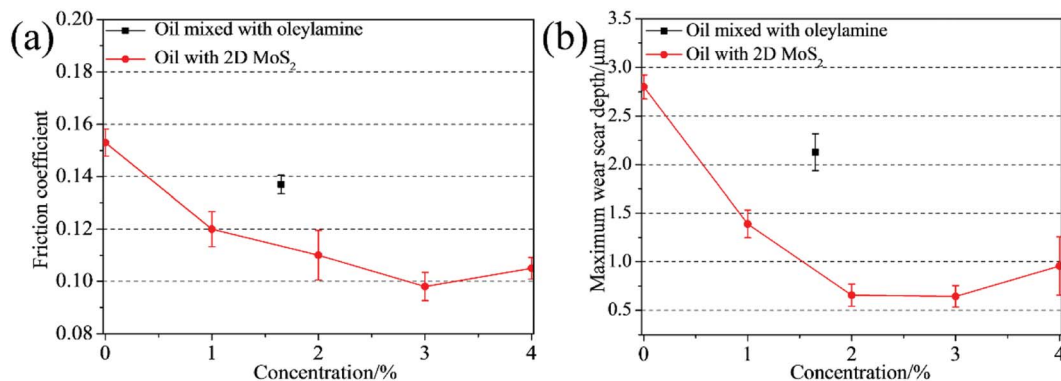 (a)
Oil mixed with oleylamine
Oil with 2D MoS₂
Friction coefficient
0.20
0.18
0.16
0.14
0.12
0.10
0.08
0 1 2 3 4
Concentration/%
(b)
Oil mixed with oleylamine
Oil with 2D MoS₂
Maximum wear scar depth/μm
3.5
3.0
2.5
2.0
1.5
1.0
0.5
0 1 2 3 4
Concentration/%